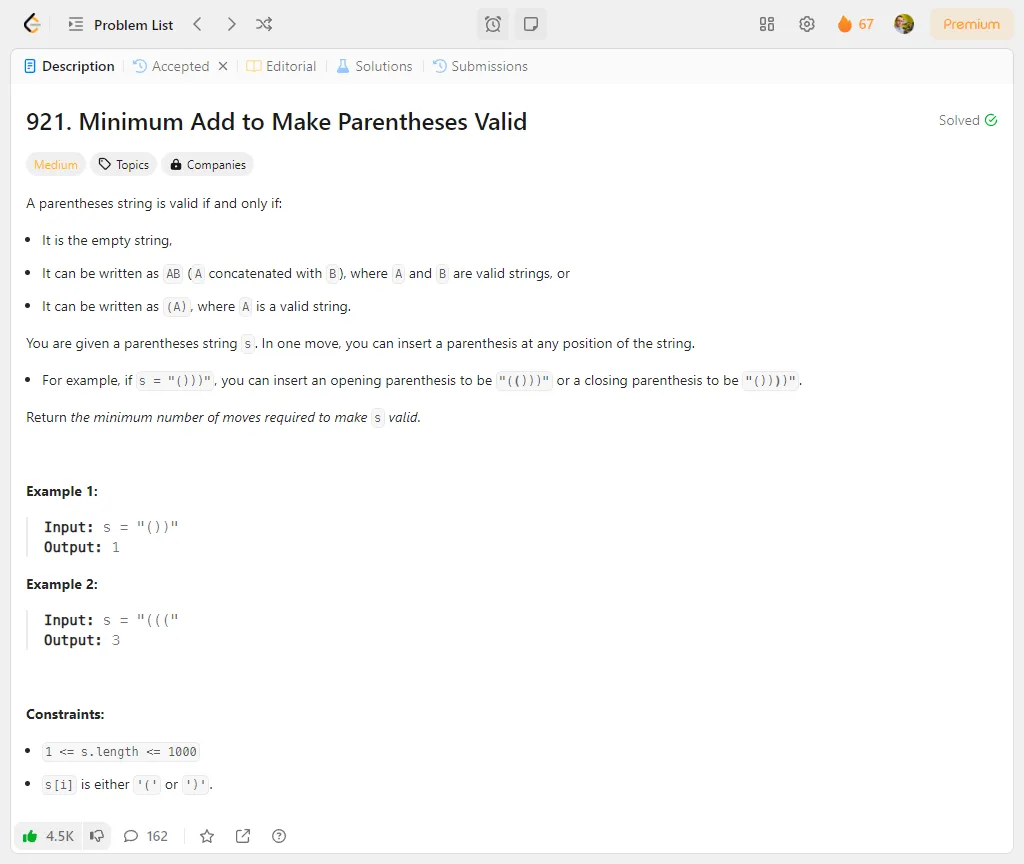 Problem List
67
Premium
Description
Accepted
Editorial
Solutions
Submissions
921. Minimum Add to Make Parentheses Valid
Solved
Medium
Topics
Companies
A parentheses string is valid if and only if:
• It is the empty string,
• It can be written as AB (A concatenated with B), where A and B are valid strings, or
• It can be written as (A), where A is a valid string.
You are given a parentheses string s. In one move, you can insert a parenthesis at any position of the string.
• For example, if s = "()))", you can insert an opening parenthesis to be "(()))" or a closing parenthesis to be "())))".
Return the minimum number of moves required to make s valid.
Example 1:
Input: s = "())"
Output: 1
Example 2:
Input: s = "((("
Output: 3
Constraints:
• 1 <= s.length <= 1000
• s[i] is either '(' or ')'.
4.5K
162